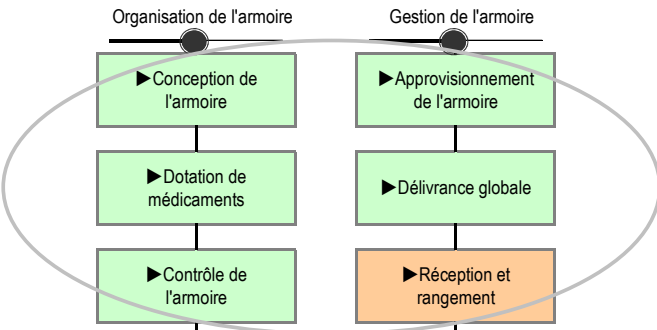 Organisation de l'armoire
▶Conception de
l'armoire
▶Dotation de
médicaments
▶Contrôle de
l'armoire
Gestion de l'armoire
▶Approvisionnement
de l'armoire
▶Délivrance globale
▶Réception et
rangement